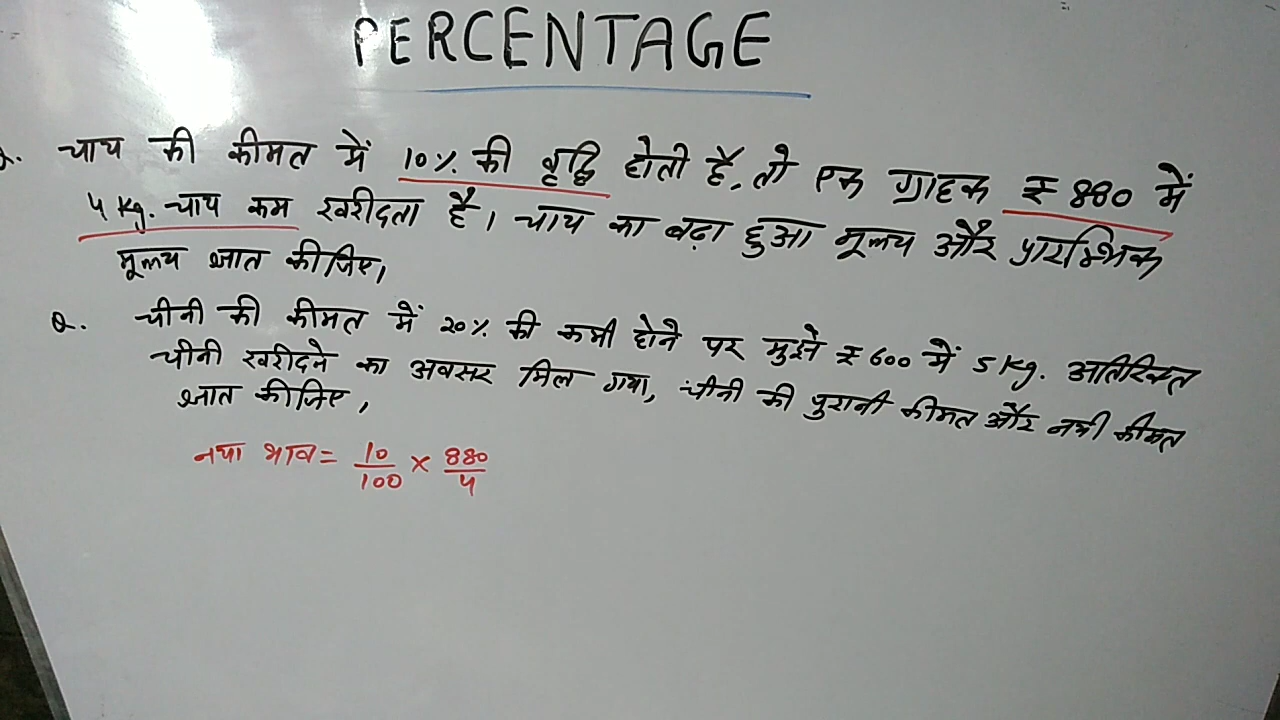 PERCENTAGE
Q. चाय की कीमत में 10% की वृद्धि होती है, तो एक ग्राहक ₹ 880 में
4 Kg. चाय कम खरीदता है। चाय का बढ़ा हुआ मूल्य और प्रारम्भिक
मूल्य ज्ञात कीजिए।
Q. चीनी की कीमत में 20% की कमी होने पर मुझे ₹ 600 में 5 Kg. अतिरिक्त
चीनी खरीदने का अवसर मिल गया, चीनी की पुरानी कीमत और नयी कीमत
ज्ञात कीजिए,
नया भाव = 10/100 × 880/4